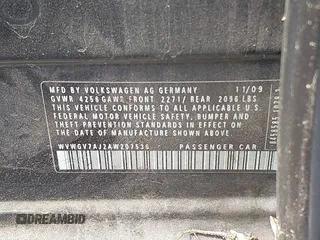 MFD. BY VOLKSWAGEN AG GERMANY 11/09
GVWR 4256 GAWR FRONT 2271/ REAR 2096 LBS
THIS VEHICLE CONFORMS TO ALL APPLICABLE U.S.
FEDERAL MOTOR VEHICLE SAFETY, BUMPER AND
THEFT PREVENTION STANDARDS IN EFFECT ON THE
DATE OF MANUFACTURE SHOWN ABOVE.
WVWGV7AJ2AW207536 PASSENGER CAR
DREAMBID